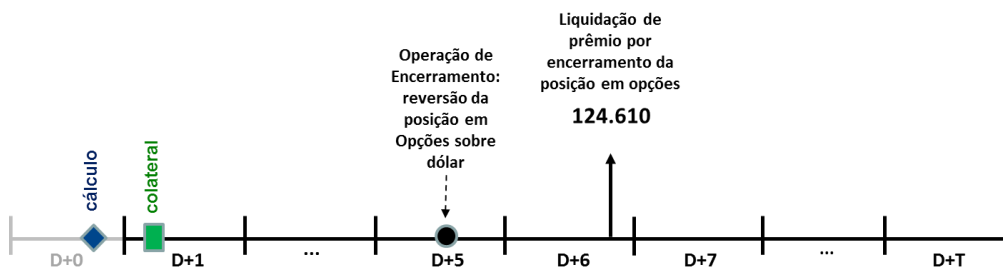 Liquidação de
prêmio por
encerramento da
posição em opções
124.610
Operação de
Encerramento:
reversão da
posição em
Opções sobre
dólar
cálculo
colateral
D+0
D+1
...
D+5
D+6
D+7
...
D+T